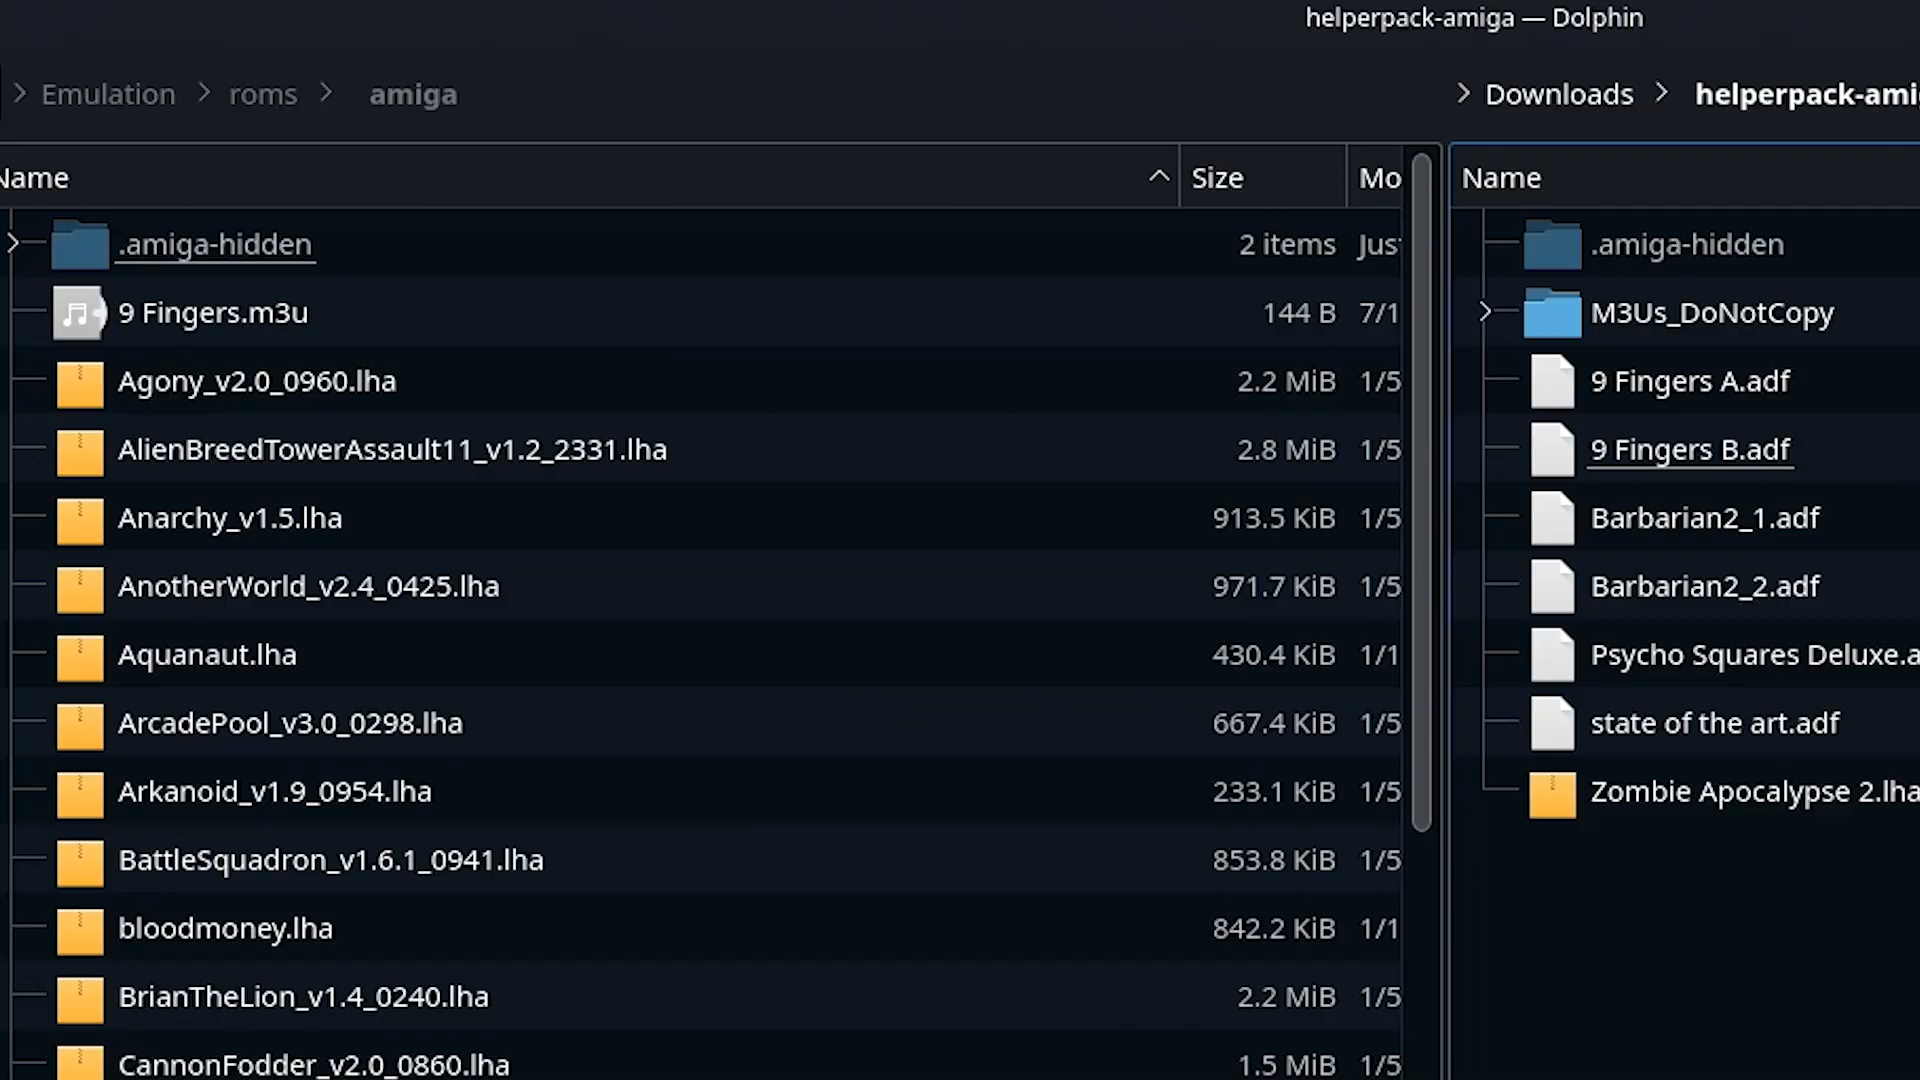 helperpack-amiga — Dolphin
Emulation > roms > amiga
Downloads > helperpack-ami
Name Size Mo
.amiga-hidden 2 items Jus
9 Fingers.m3u 144 B 7/1
Agony_v2.0_0960.lha 2.2 MiB 1/5
AlienBreedTowerAssault11_v1.2_2331.lha 2.8 MiB 1/5
Anarchy_v1.5.lha 913.5 KiB 1/5
AnotherWorld_v2.4_0425.lha 971.7 KiB 1/5
Aquanaut.lha 430.4 KiB 1/1
ArcadePool_v3.0_0298.lha 667.4 KiB 1/5
Arkanoid_v1.9_0954.lha 233.1 KiB 1/5
BattleSquadron_v1.6.1_0941.lha 853.8 KiB 1/5
bloodmoney.lha 842.2 KiB 1/1
BrianTheLion_v1.4_0240.lha 2.2 MiB 1/5
CannonFodder_v2.0_0860.lha 1.5 MiB 1/5
Name
.amiga-hidden
M3Us_DoNotCopy
9 Fingers A.adf
9 Fingers B.adf
Barbarian2_1.adf
Barbarian2_2.adf
Psycho Squares Deluxe.a
state of the art.adf
Zombie Apocalypse 2.lha